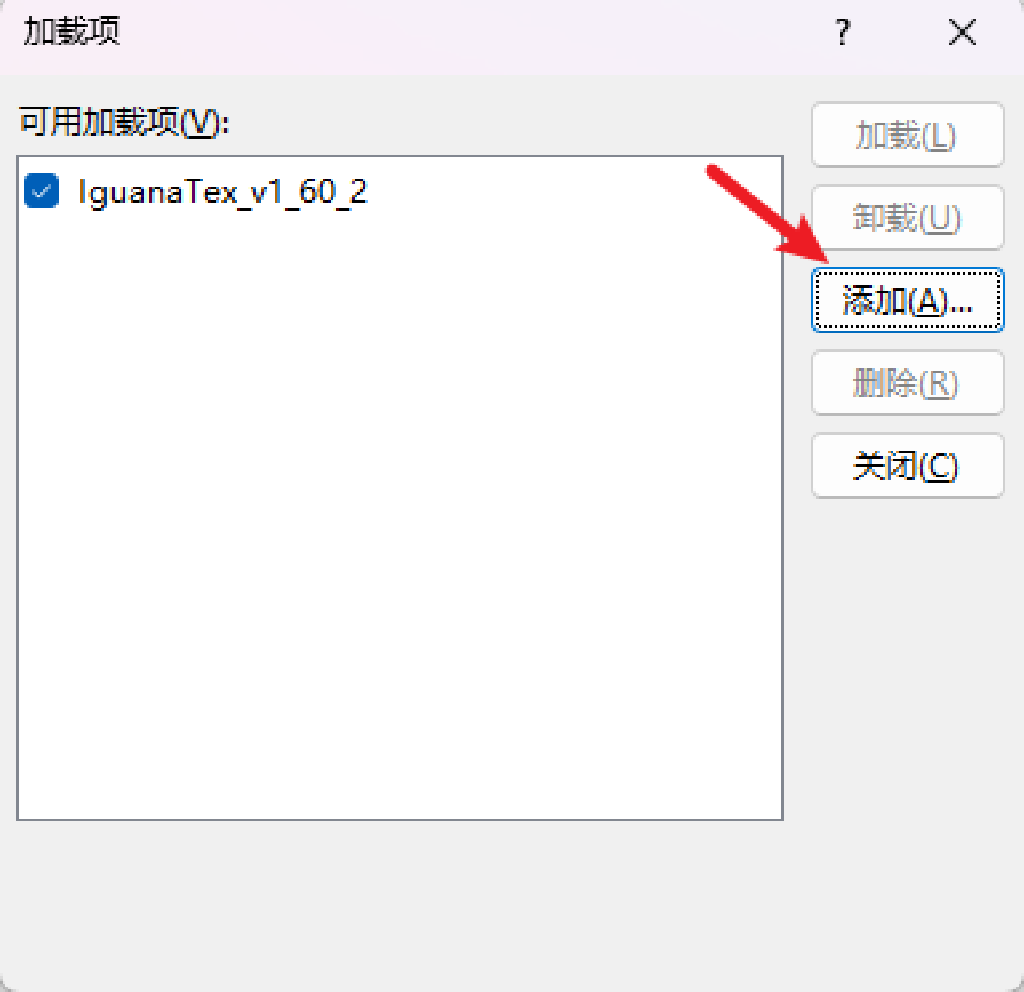 加载项
可用加载项(V):
IguanaTex_v1_60_2
加载(L)
卸载(U)
添加(A)...
删除(R)
关闭(C)